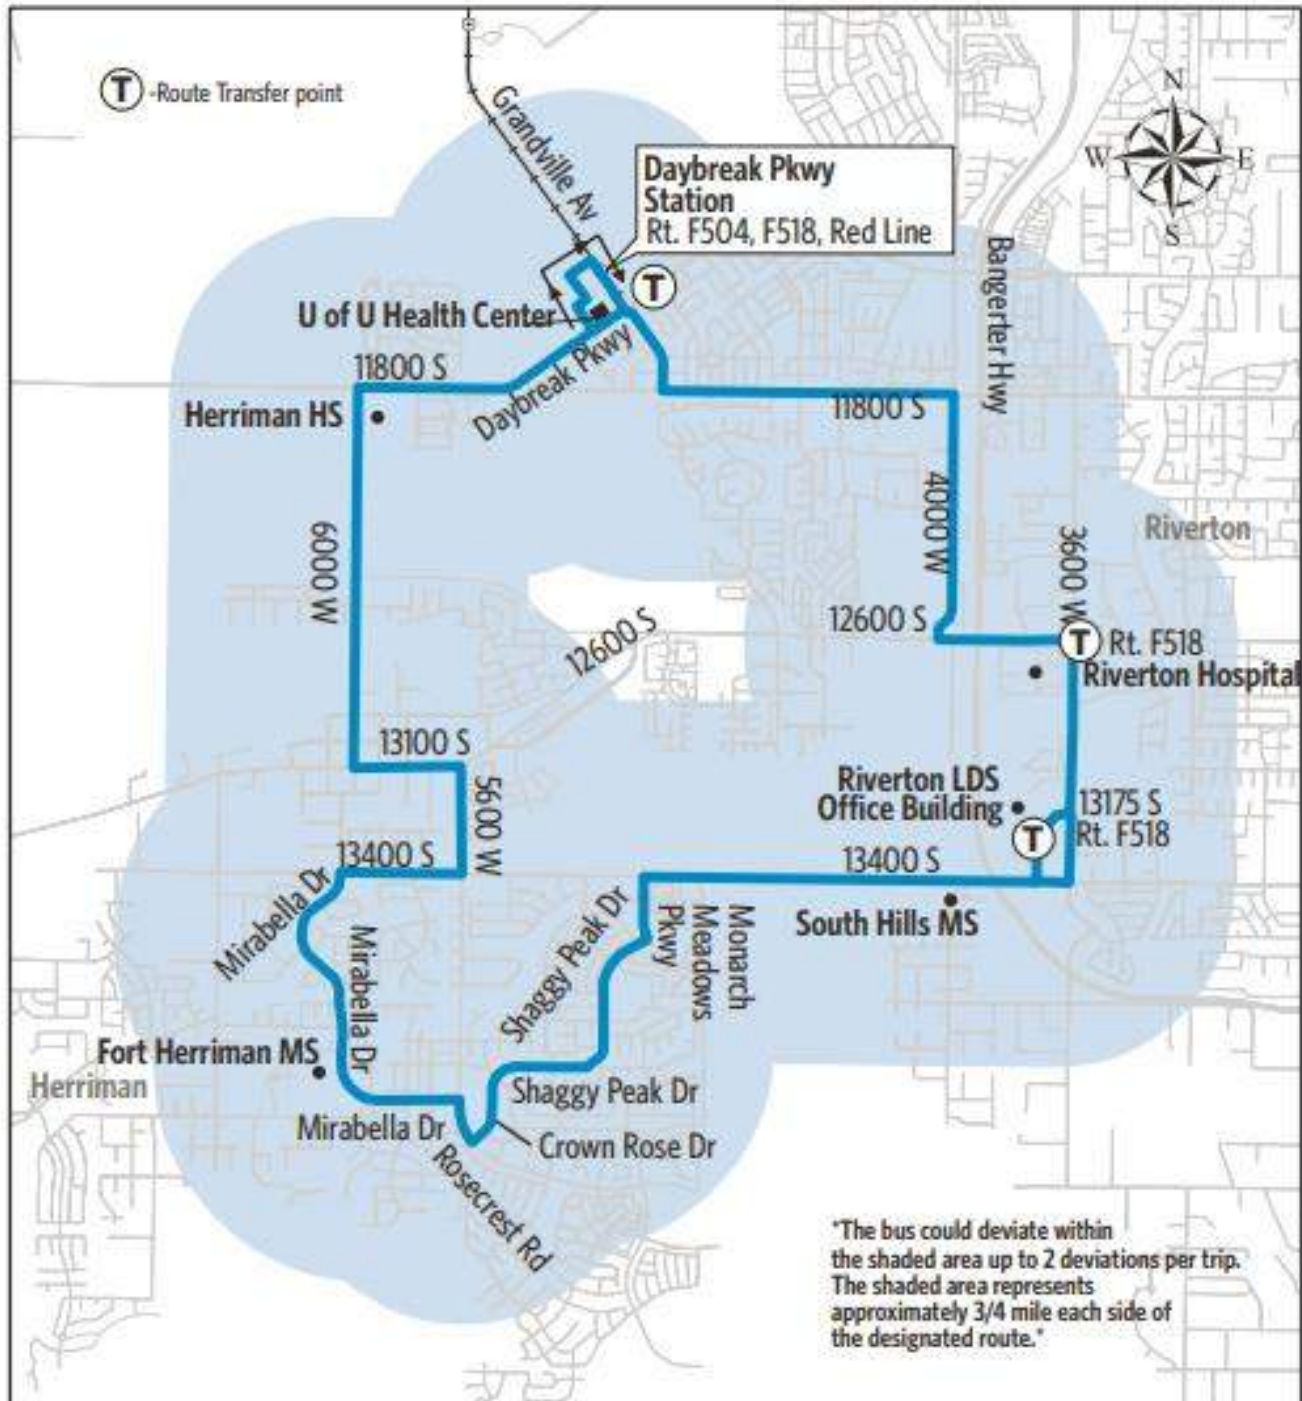 N
W
E
S
T -Route Transfer point
Grandville Av
Daybreak Pkwy
Station
Rt. F504, F518, Red Line
T
Bangerter Hwy
U of U Health Center
11800 S
Daybreak Pkwy
Herriman HS
11800 S
4000 W
6000 W
3600 W
Riverton
12600 S
12600 S
T Rt. F518
Riverton Hospital
13100 S
5600 W
Riverton LDS
Office Building
13175 S
T Rt. F518
13400 S
13400 S
Mirabella Dr
Mirabella Dr
Shaggy Peak Dr
Monarch
Meadows
Pkwy
South Hills MS
Fort Herriman MS
Herriman
Shaggy Peak Dr
Mirabella Dr
Crown Rose Dr
Rosecrest Rd
"The bus could deviate within
the shaded area up to 2 deviations per trip.
The shaded area represents
approximately 3/4 mile each side of
the designated route."